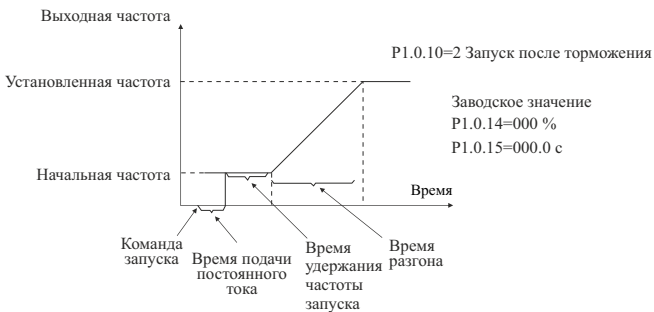 Выходная частота
P1.0.10=2 Запуск после торможения
Установленная частота
Заводское значение
P1.0.14=000 %
P1.0.15=000.0 с
Начальная частота
Время
Команда
запуска
Время подачи
постоянного
тока
Время
удержания
частоты
запуска
Время
разгона